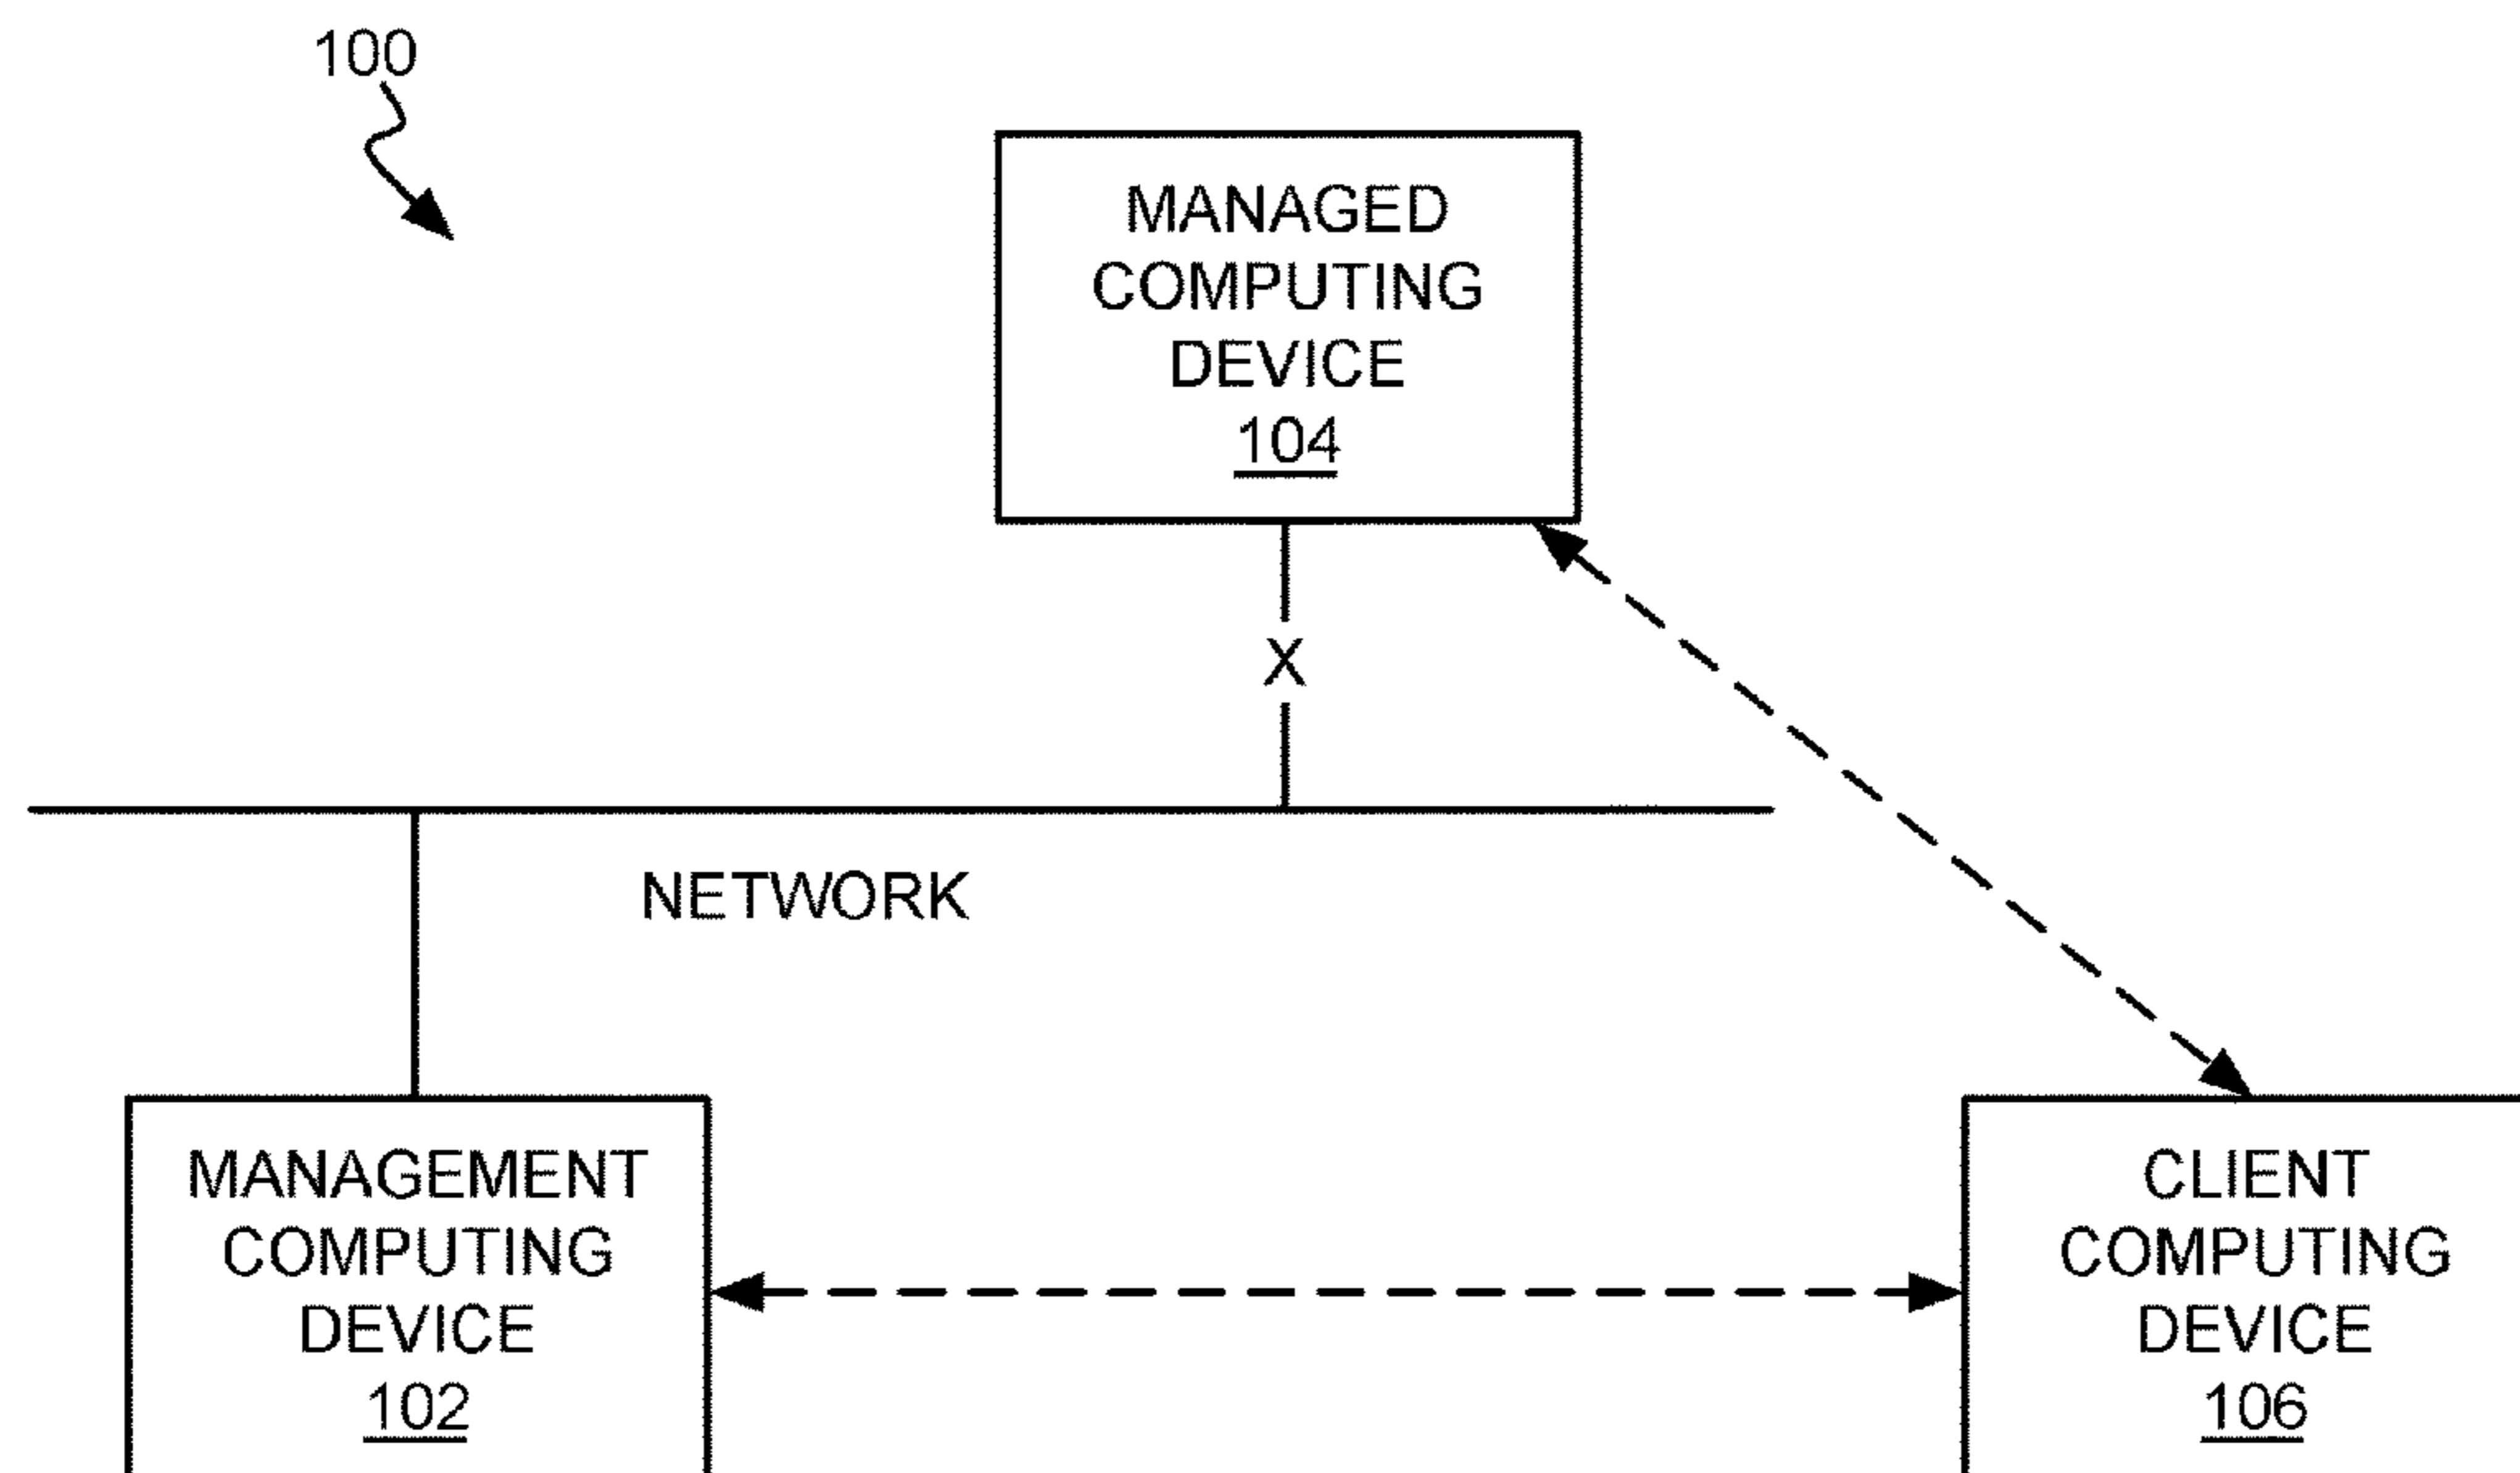 100
MANAGED
COMPUTING
DEVICE
104
X
NETWORK
MANAGEMENT
COMPUTING
DEVICE
102
CLIENT
COMPUTING
DEVICE
106